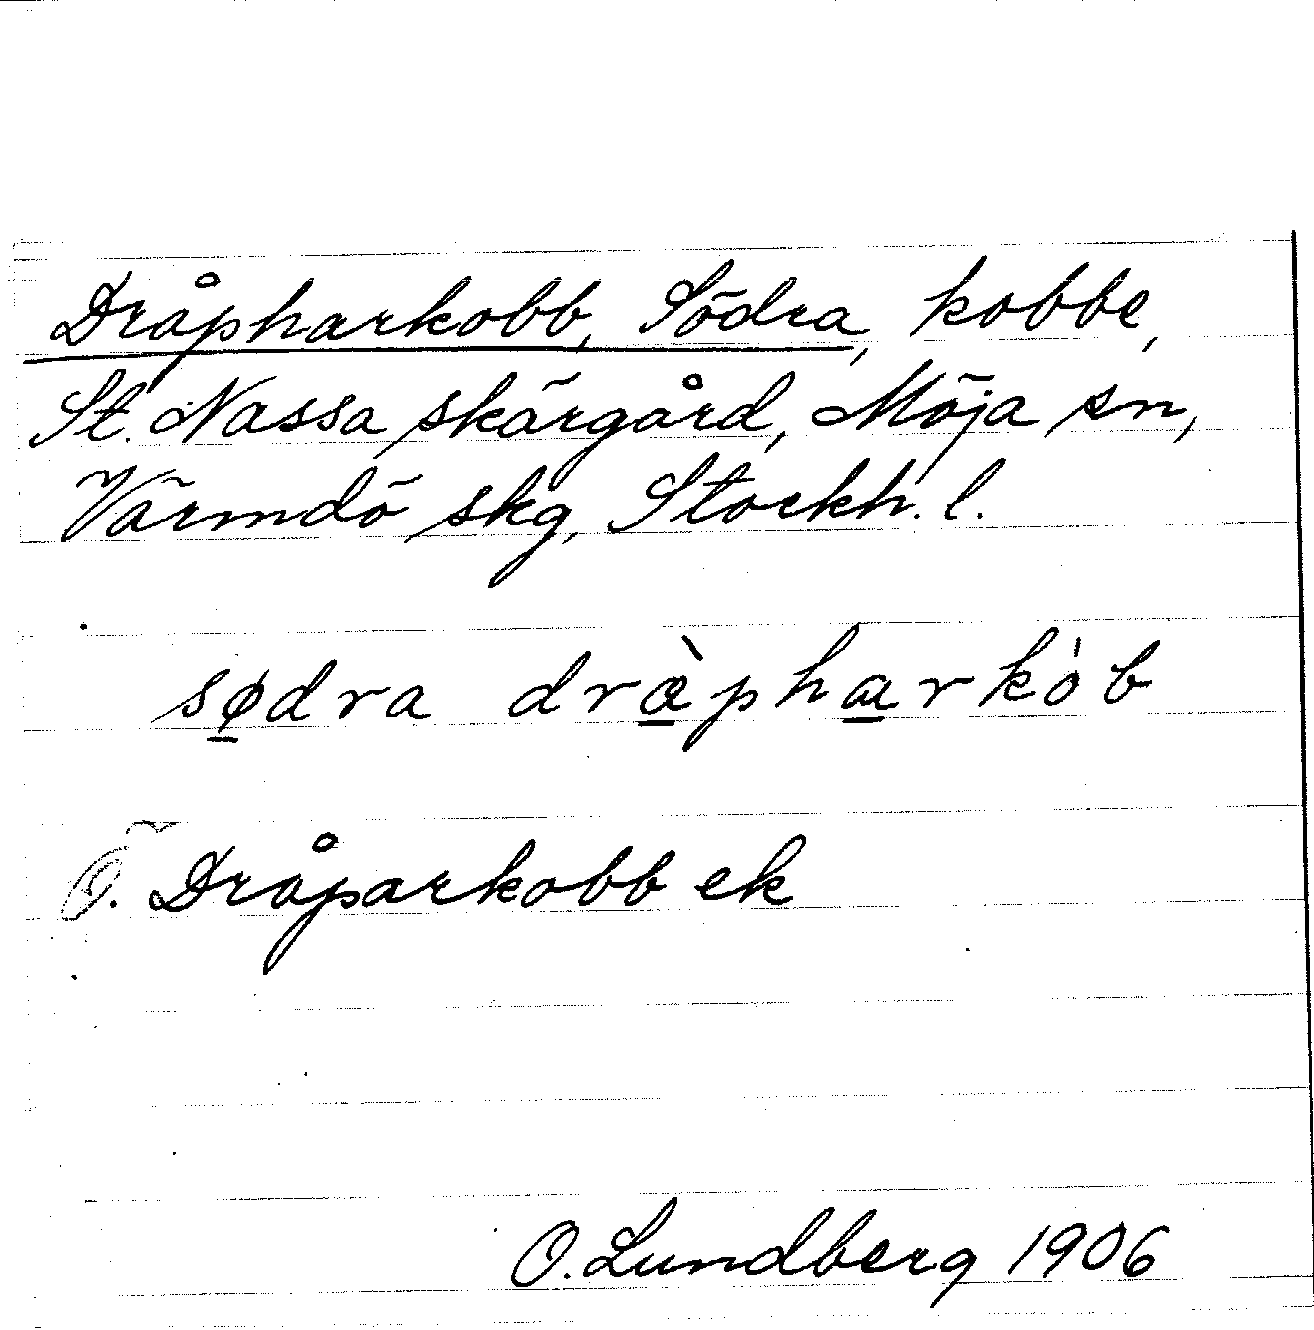 Dråpharkobb, Södra, kobbe,
St. Nassa skärgård, Möja sn,
Värmdö skg, Stockh. l.
sødra dràpharkòb
Ö. Dråparkobb ek
O. Lundberg 1906